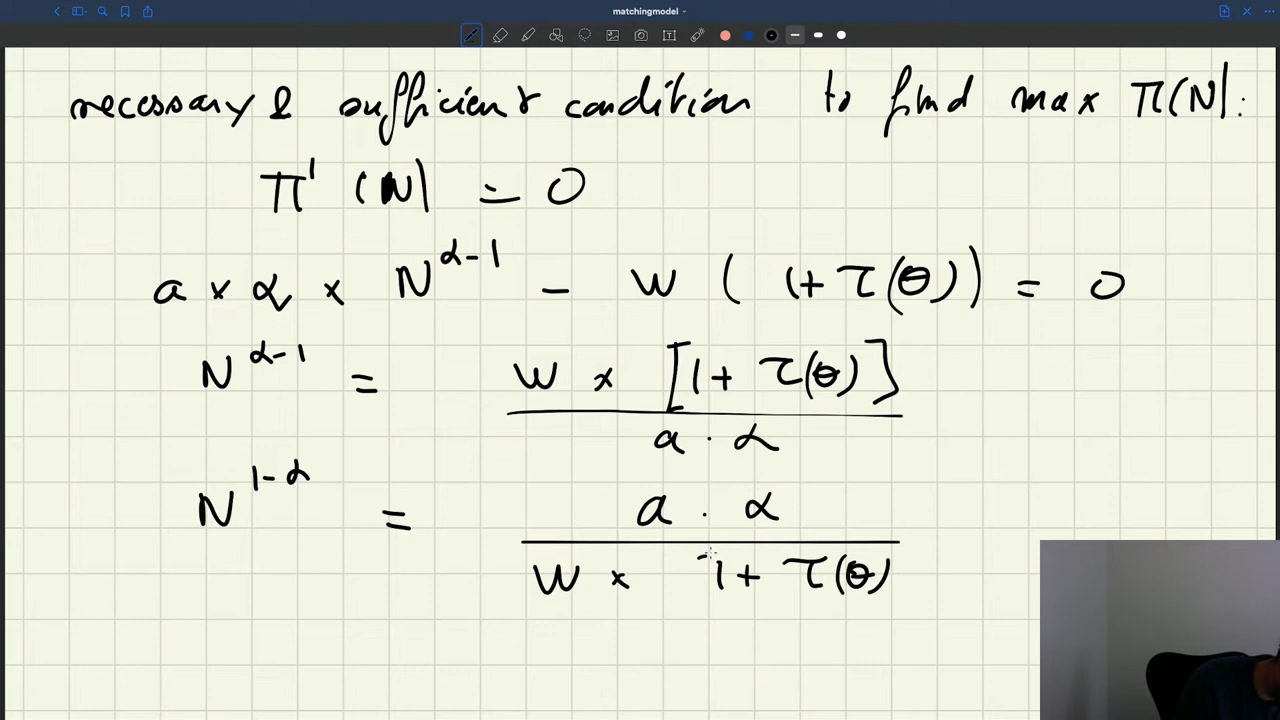 matchingmodel
necessary & sufficient condition to find max Π(N):
Π'(N) = 0
a × α × N^{α-1} - W (1 + τ(θ)) = 0
N^{α-1} = W × [1 + τ(θ)] / a · α
N^{1-α} = a · α / W × 1 + τ(θ)